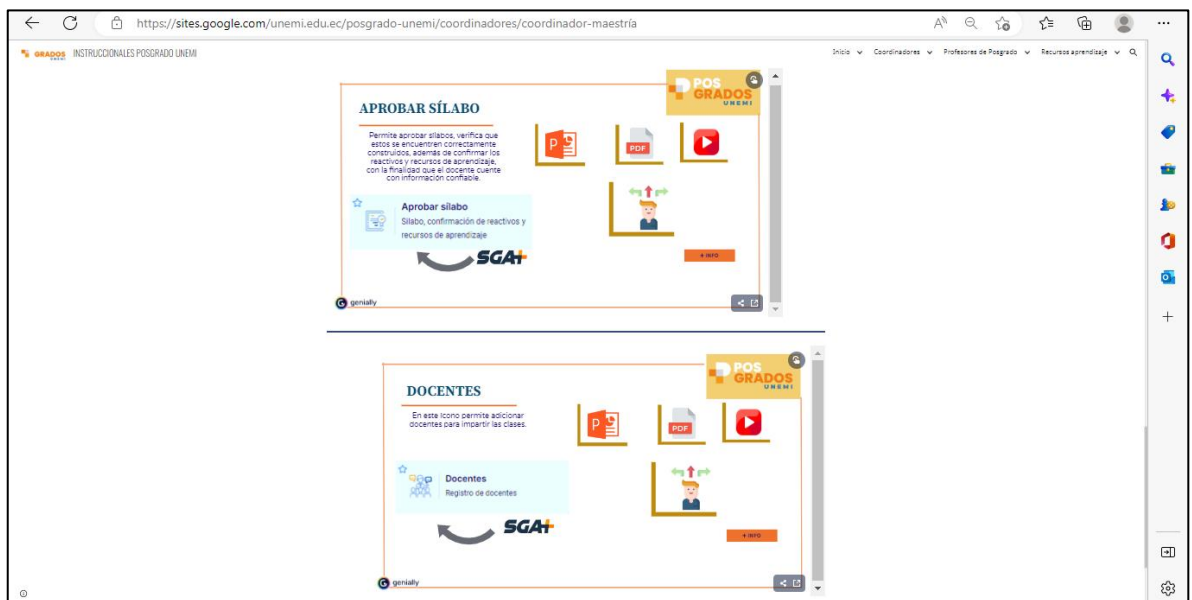 https://sites.google.com/unemi.edu.ec/posgrado-unemi/coordinadores/coordinador-maestría
GRADOS INSTRUCCIONALES POSGRADO UNEMI
Inicio Coordinadores Profesores de Posgrado Recursos aprendizaje
POS
GRADOS
UNEMI
APROBAR SÍLABO
Permite aprobar sílabos, verifica que
estos se encuentren correctamente
construidos, además de confirmar los
reactivos y recursos de aprendizaje,
con la finalidad que el docente cuente
con información confiable.
P
PDF
Aprobar sílabo
Sílabo, confirmación de reactivos y
recursos de aprendizaje
SGA+
+ INFO
genially
POS
GRADOS
UNEMI
DOCENTES
En este Icono permite adicionar
docentes para impartir las clases.
P
PDF
Docentes
Registro de docentes
SGA+
+ INFO
genially